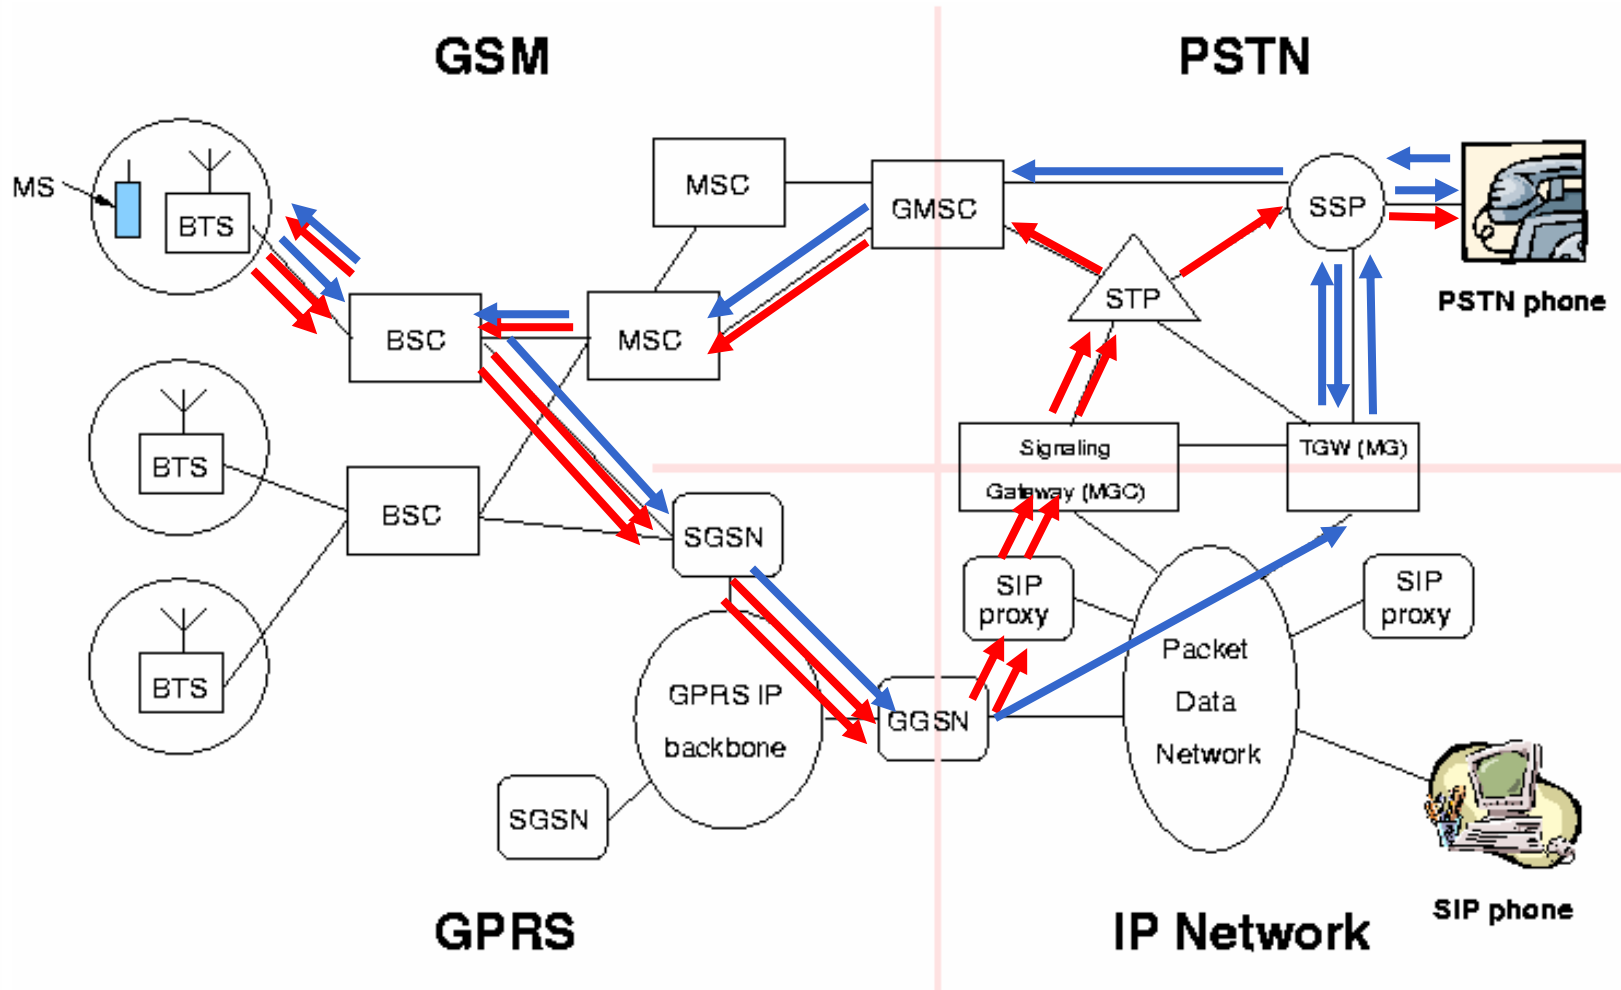 GSM
PSTN
MS
BTS
MSC
GMSC
SSP
BSC
MSC
STP
PSTN phone
BTS
BSC
SGSN
Signaling
Gateway (MGC)
TGW (MG)
SIP
proxy
SIP
proxy
BTS
GPRS IP
backbone
GGSN
Packet
Data
Network
SGSN
SIP phone
GPRS
IP Network